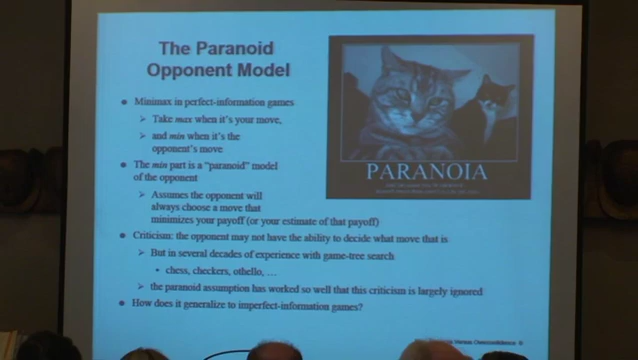 The Paranoid
Opponent Model
Minimax in perfect-information games
Take max when it's your move,
and min when it's the
opponent's move
The min part is a "paranoid" model
of the opponent
Assumes the opponent will
always choose a move that
minimizes your payoff (or your estimate of that payoff)
Criticism: the opponent may not have the ability to decide what move that is
But in several decades of experience with game-tree search
chess, checkers, othello, …
the paranoid assumption has worked so well that this criticism is largely ignored
How does it generalize to imperfect-information games?
PARANOIA
Versus Overconfidence